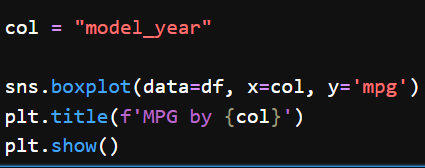 col = "model_year"
sns.boxplot(data=df, x=col, y='mpg')
plt.title(f'MPG by {col}')
plt.show()